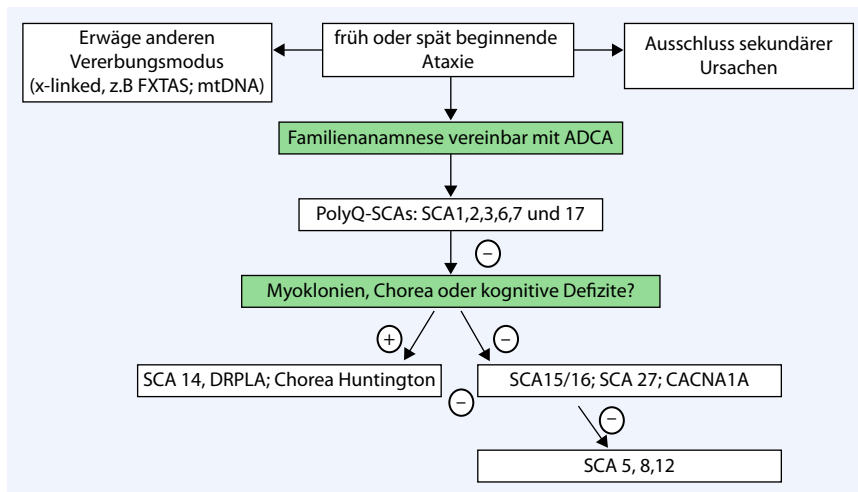 Erwäge anderen
Vererbungsmodus
(x-linked, z.B FXTAS; mtDNA)
früh oder spät beginnende
Ataxie
Ausschluss sekundärer
Ursachen
Familienanamnese vereinbar mit ADCA
PolyQ-SCAs: SCA1,2,3,6,7 und 17
−
Myoklonien, Chorea oder kognitive Defizite?
+
−
SCA 14, DRPLA; Chorea Huntington
−
SCA15/16; SCA 27; CACNA1A
−
SCA 5, 8,12